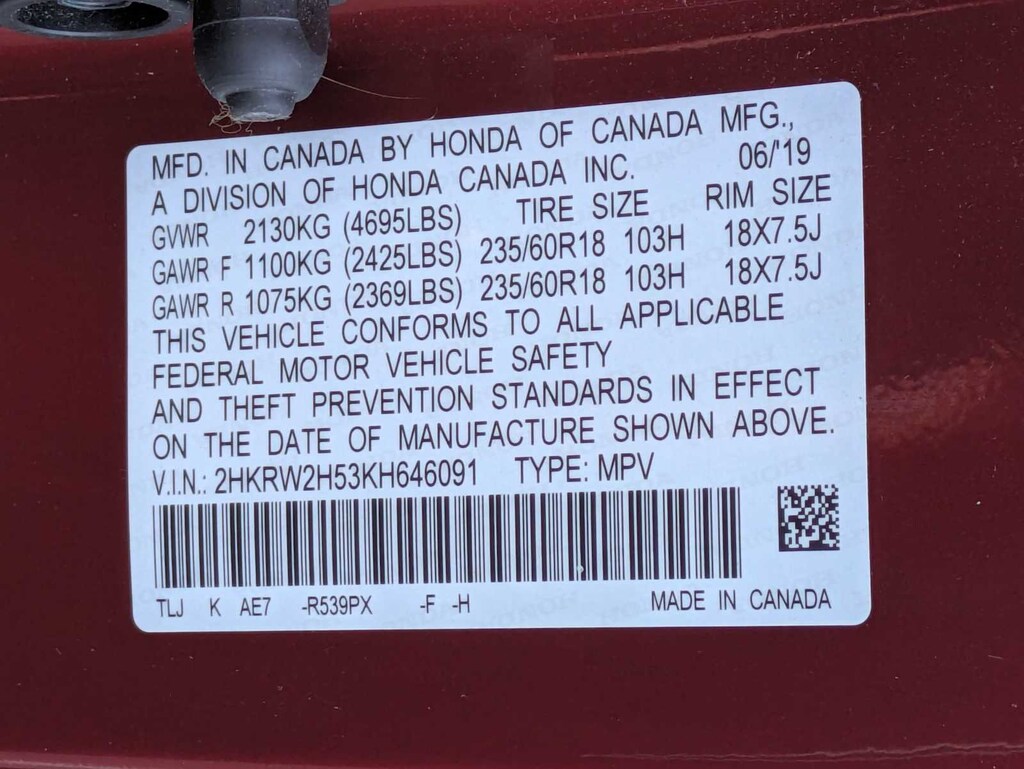 MFD. IN CANADA BY HONDA OF CANADA MFG.,
A DIVISION OF HONDA CANADA INC. 06/'19
GVWR 2130KG (4695LBS) TIRE SIZE RIM SIZE
GAWR F 1100KG (2425LBS) 235/60R18 103H 18X7.5J
GAWR R 1075KG (2369LBS) 235/60R18 103H 18X7.5J
THIS VEHICLE CONFORMS TO ALL APPLICABLE
FEDERAL MOTOR VEHICLE SAFETY
AND THEFT PREVENTION STANDARDS IN EFFECT
ON THE DATE OF MANUFACTURE SHOWN ABOVE.
V.I.N.: 2HKRW2H53KH646091 TYPE: MPV
TLJ K AE7 -R539PX -F -H MADE IN CANADA